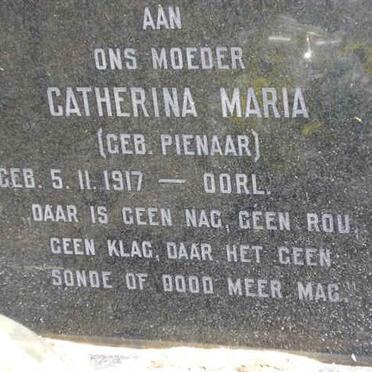 AAN
ONS MOEDER
CATHERINA MARIA
(GEB. PIENAAR)
GEB. 5. 11. 1917 — OORL.
„DAAR IS GEEN NAG, GEEN ROU,
GEEN KLAG, DAAR HET GEEN
SONDE OF DOOD MEER MAG."